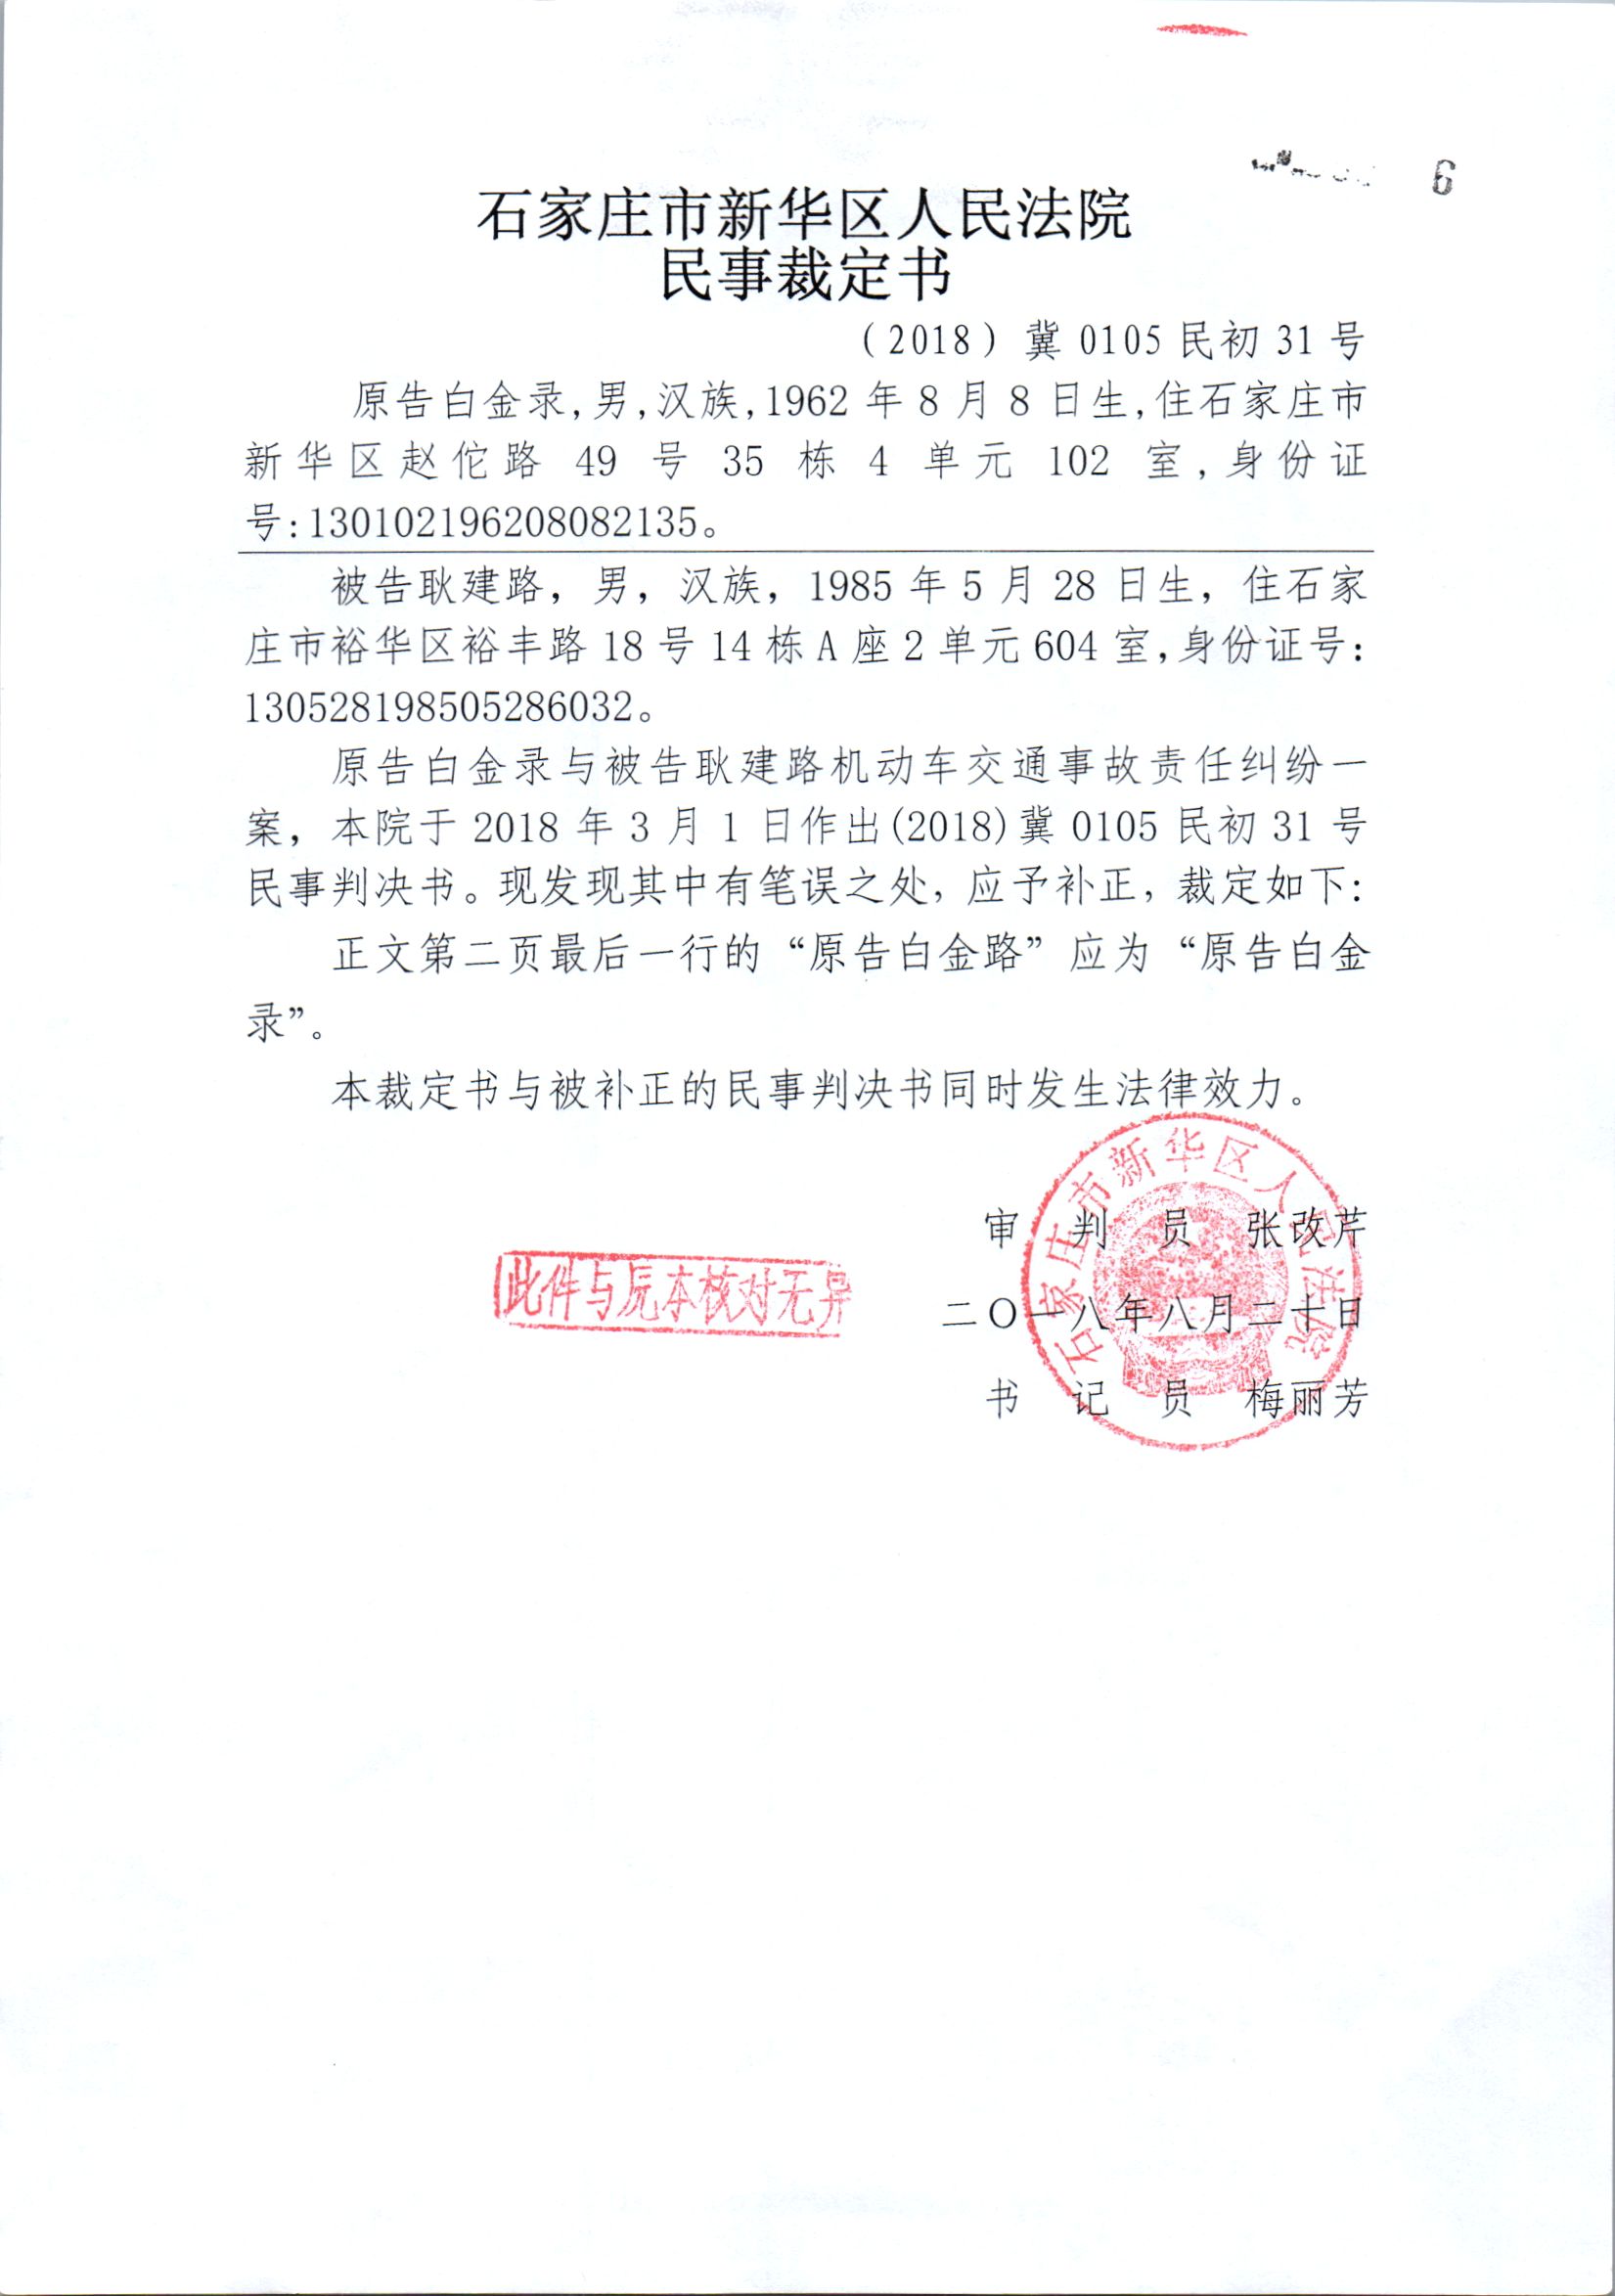 6
石家庄市新华区人民法院
民事裁定书
（2018）冀 0105 民初 31 号
原告白金录,男,汉族,1962 年 8 月 8 日生,住石家庄市
新华区赵佗路 49 号 35 栋 4 单元 102 室,身份证
号:130102196208082135。
被告耿建路，男，汉族，1985 年 5 月 28 日生，住石家
庄市裕华区裕丰路 18 号 14 栋 A 座 2 单元 604 室,身份证号:
130528198505286032。
原告白金录与被告耿建路机动车交通事故责任纠纷一
案，本院于 2018 年 3 月 1 日作出(2018)冀 0105 民初 31 号
民事判决书。现发现其中有笔误之处，应予补正，裁定如下:
正文第二页最后一行的“原告白金路”应为“原告白金
录”。
本裁定书与被补正的民事判决书同时发生法律效力。
审 判 员 张改芹
二〇一八年八月二十日
书 记 员 梅丽芳
此件与原本核对无异
石家庄市新华区人民法院